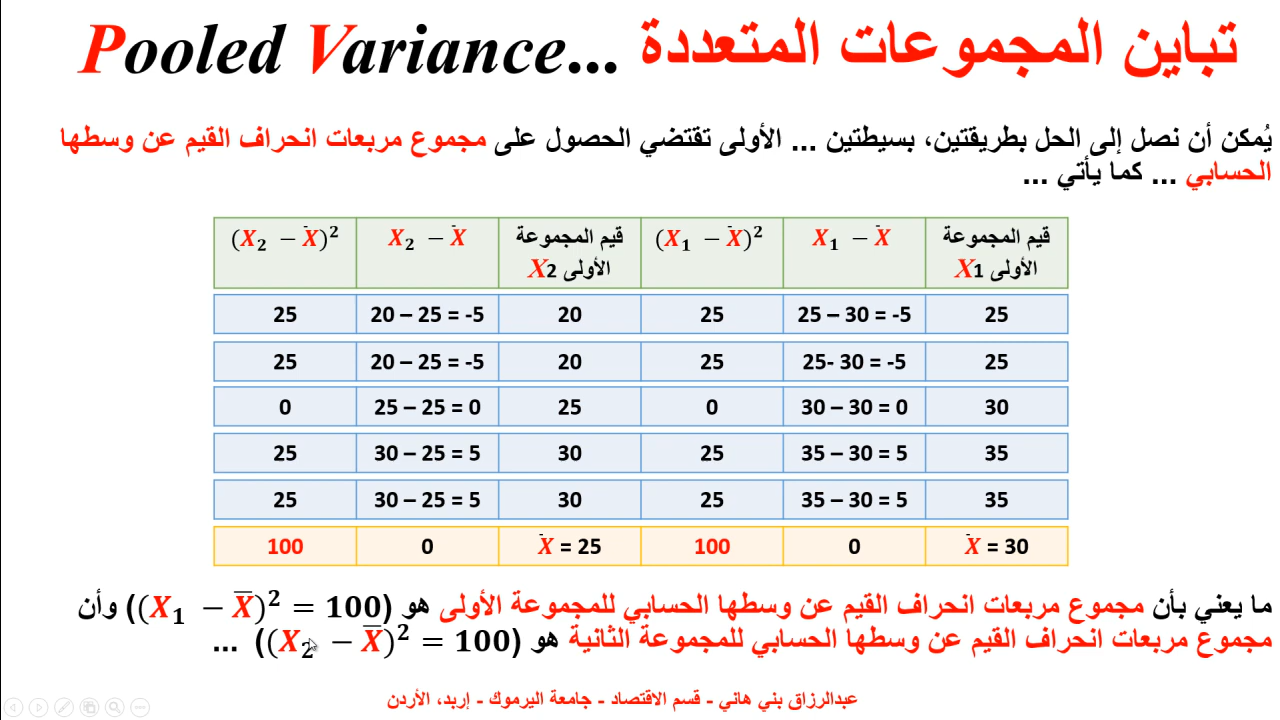 تباين المجموعات المتعددة ...Pooled Variance
يُمكن أن نصل إلى الحل بطريقتين، بسيطتين ... الأولى تقتضي الحصول على مجموع مربعات انحراف القيم عن وسطها
الحسابي ... كما يأتي ...
قيم المجموعة الأولى X1 | X₁ − X̄ | (X₁ − X̄)² | قيم المجموعة الأولى X2 | X₂ − X̄ | (X₂ − X̄)²
25 | 25 – 30 = -5 | 25 | 20 | 20 – 25 = -5 | 25
25 | 25- 30 = -5 | 25 | 20 | 20 – 25 = -5 | 25
30 | 30 – 30 = 0 | 0 | 25 | 25 – 25 = 0 | 0
35 | 35 – 30 = 5 | 25 | 30 | 30 – 25 = 5 | 25
35 | 35 – 30 = 5 | 25 | 30 | 30 – 25 = 5 | 25
X̄ = 30 | 0 | 100 | X̄ = 25 | 0 | 100
ما يعني بأن مجموع مربعات انحراف القيم عن وسطها الحسابي للمجموعة الأولى هو ((X₁ − X̄)² = 100) وأن
مجموع مربعات انحراف القيم عن وسطها الحسابي للمجموعة الثانية هو ((X₂ − X̄)² = 100) ...
عبدالرزاق بني هاني - قسم الاقتصاد - جامعة اليرموك - إربد، الأردن